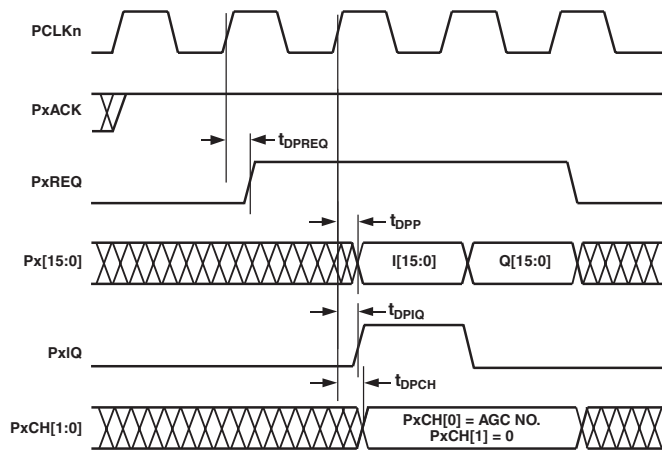 PCLKn
PxACK
tDPREQ
PxREQ
tDPP
Px[15:0]
I[15:0]
Q[15:0]
tDPIQ
PxIQ
tDPCH
PxCH[1:0]
PxCH[0] = AGC NO.
PxCH[1] = 0